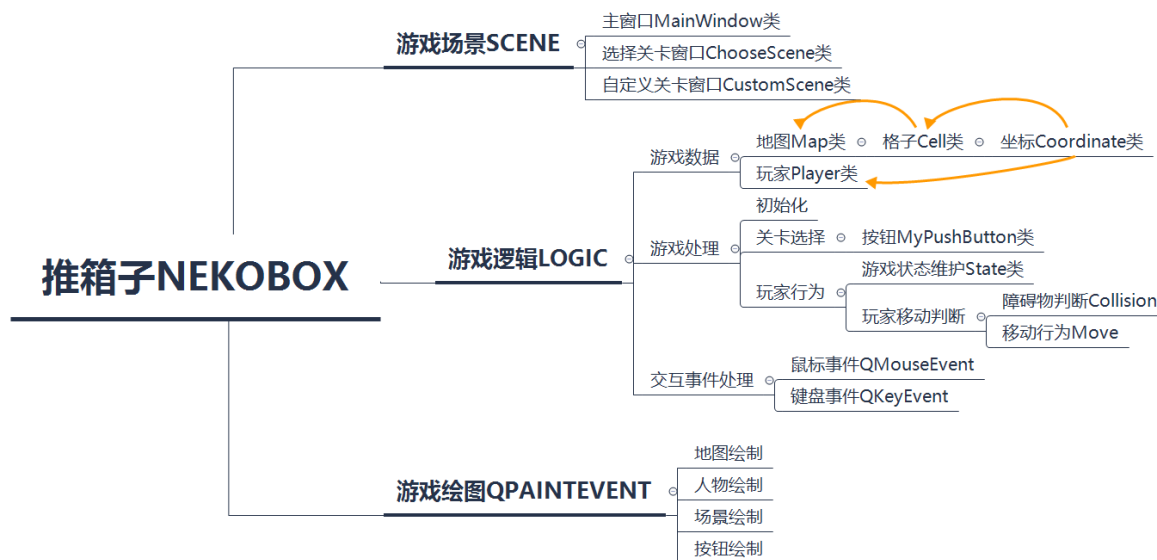 推箱子NEKOBOX
游戏场景SCENE
主窗口MainWindow类
选择关卡窗口ChooseScene类
自定义关卡窗口CustomScene类
游戏逻辑LOGIC
游戏数据
地图Map类
格子Cell类
坐标Coordinate类
玩家Player类
游戏处理
初始化
关卡选择
按钮MyPushButton类
玩家行为
游戏状态维护State类
玩家移动判断
障碍物判断Collision
移动行为Move
交互事件处理
鼠标事件QMouseEvent
键盘事件QKeyEvent
游戏绘图QPAINTEVENT
地图绘制
人物绘制
场景绘制
按钮绘制